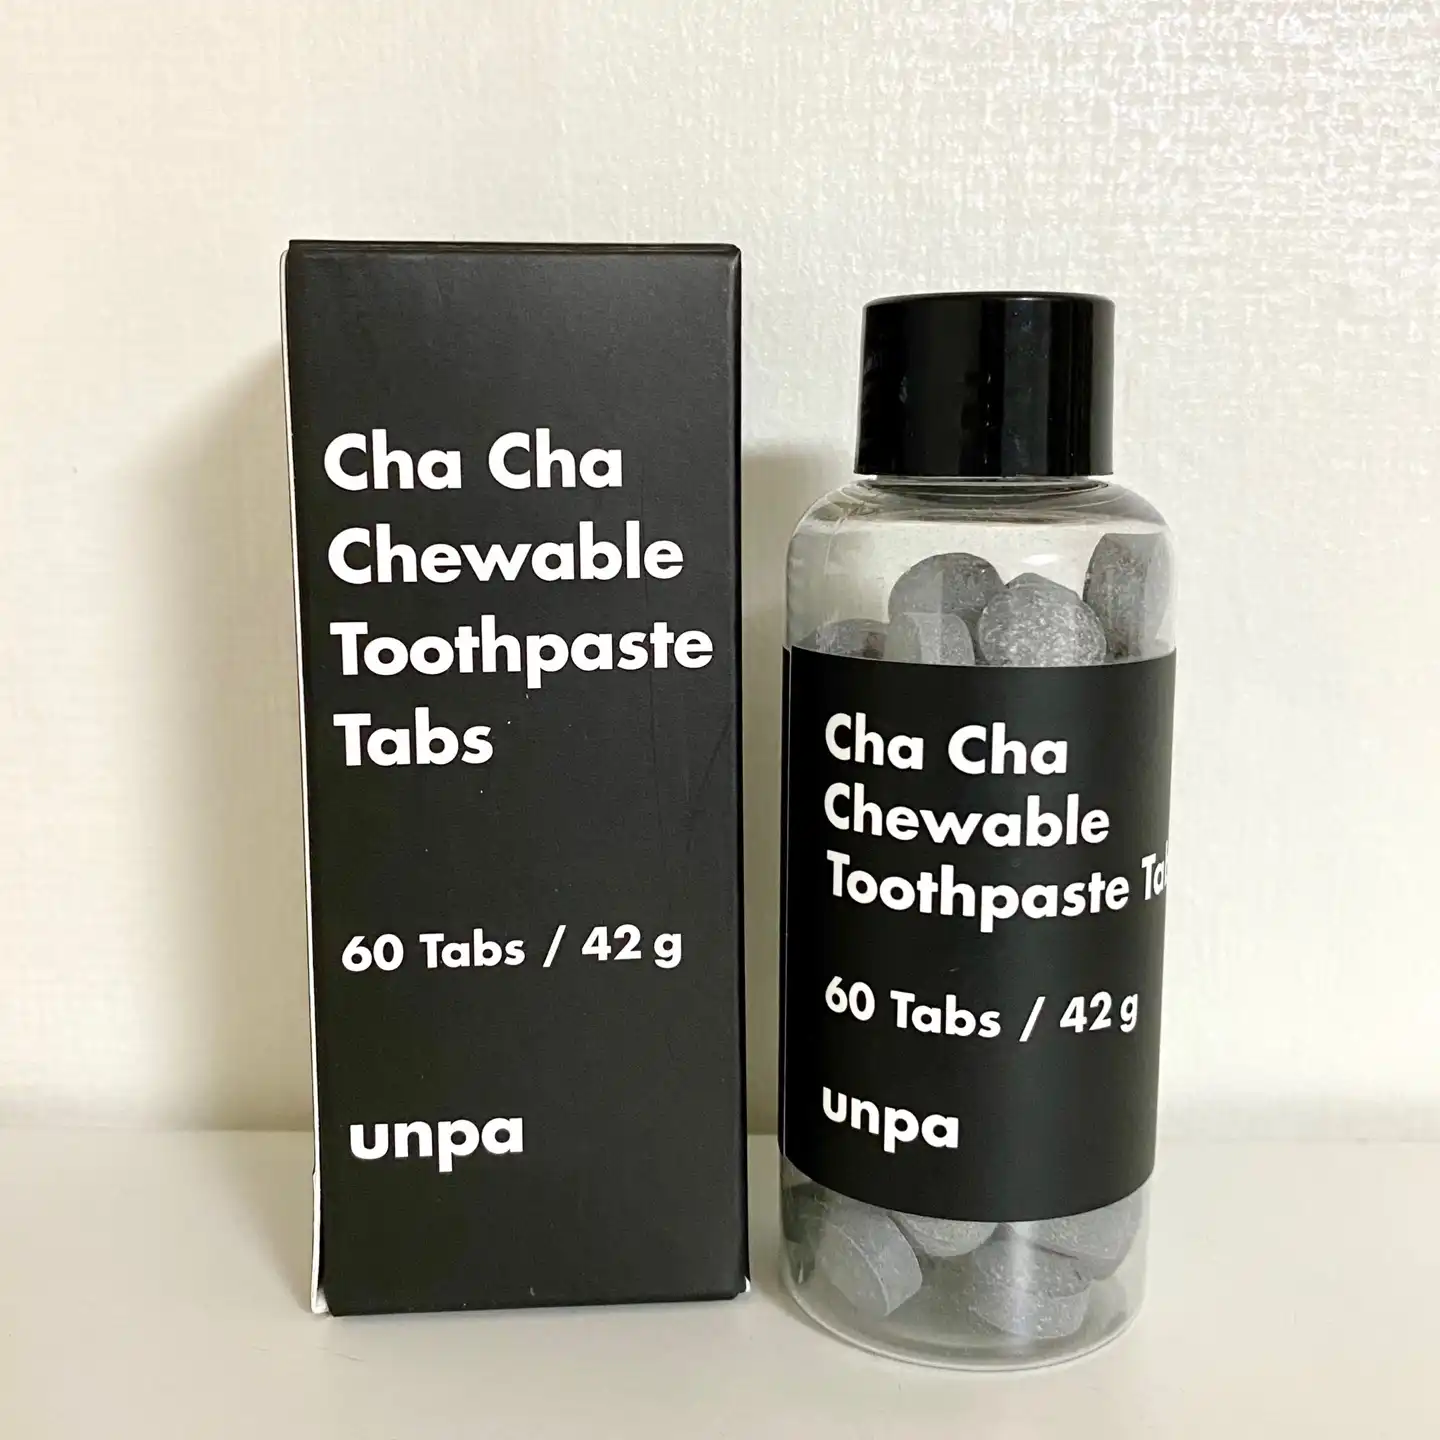 Cha Cha
Chewable
Toothpaste
Tabs
60 Tabs / 42 g
unpa
Cha Cha
Chewable
Toothpaste
60 Tabs / 42 g
unpa